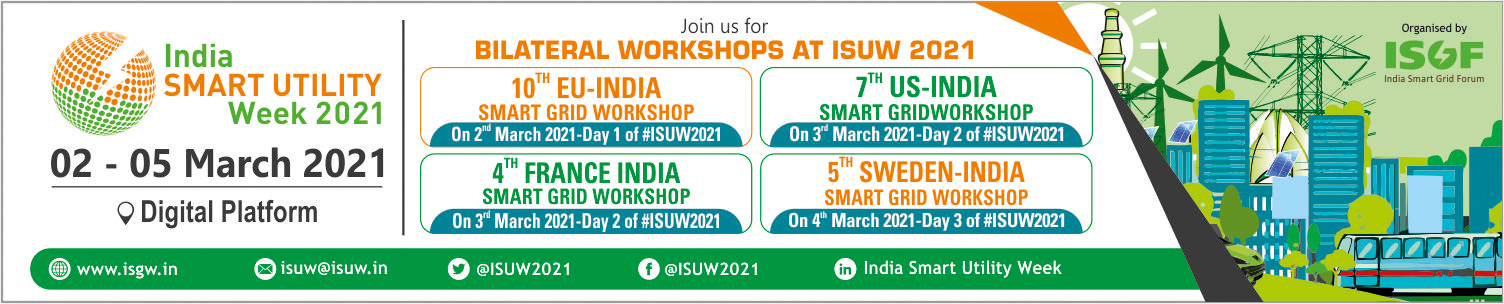 India
SMART UTILITY
Week 2021
02 - 05 March 2021
Digital Platform
Join us for
BILATERAL WORKSHOPS AT ISUW 2021
10TH EU-INDIA
SMART GRID WORKSHOP
On 2nd March 2021-Day 1 of #ISUW2021
7TH US-INDIA
SMART GRIDWORKSHOP
On 3rd March 2021-Day 2 of #ISUW2021
4TH FRANCE INDIA
SMART GRID WORKSHOP
On 3rd March 2021-Day 2 of #ISUW2021
5TH SWEDEN-INDIA
SMART GRID WORKSHOP
On 4th March 2021-Day 3 of #ISUW2021
Organised by
ISGF
India Smart Grid Forum
www.isgw.in
isuw@isuw.in
@ISUW2021
@ISUW2021
India Smart Utility Week